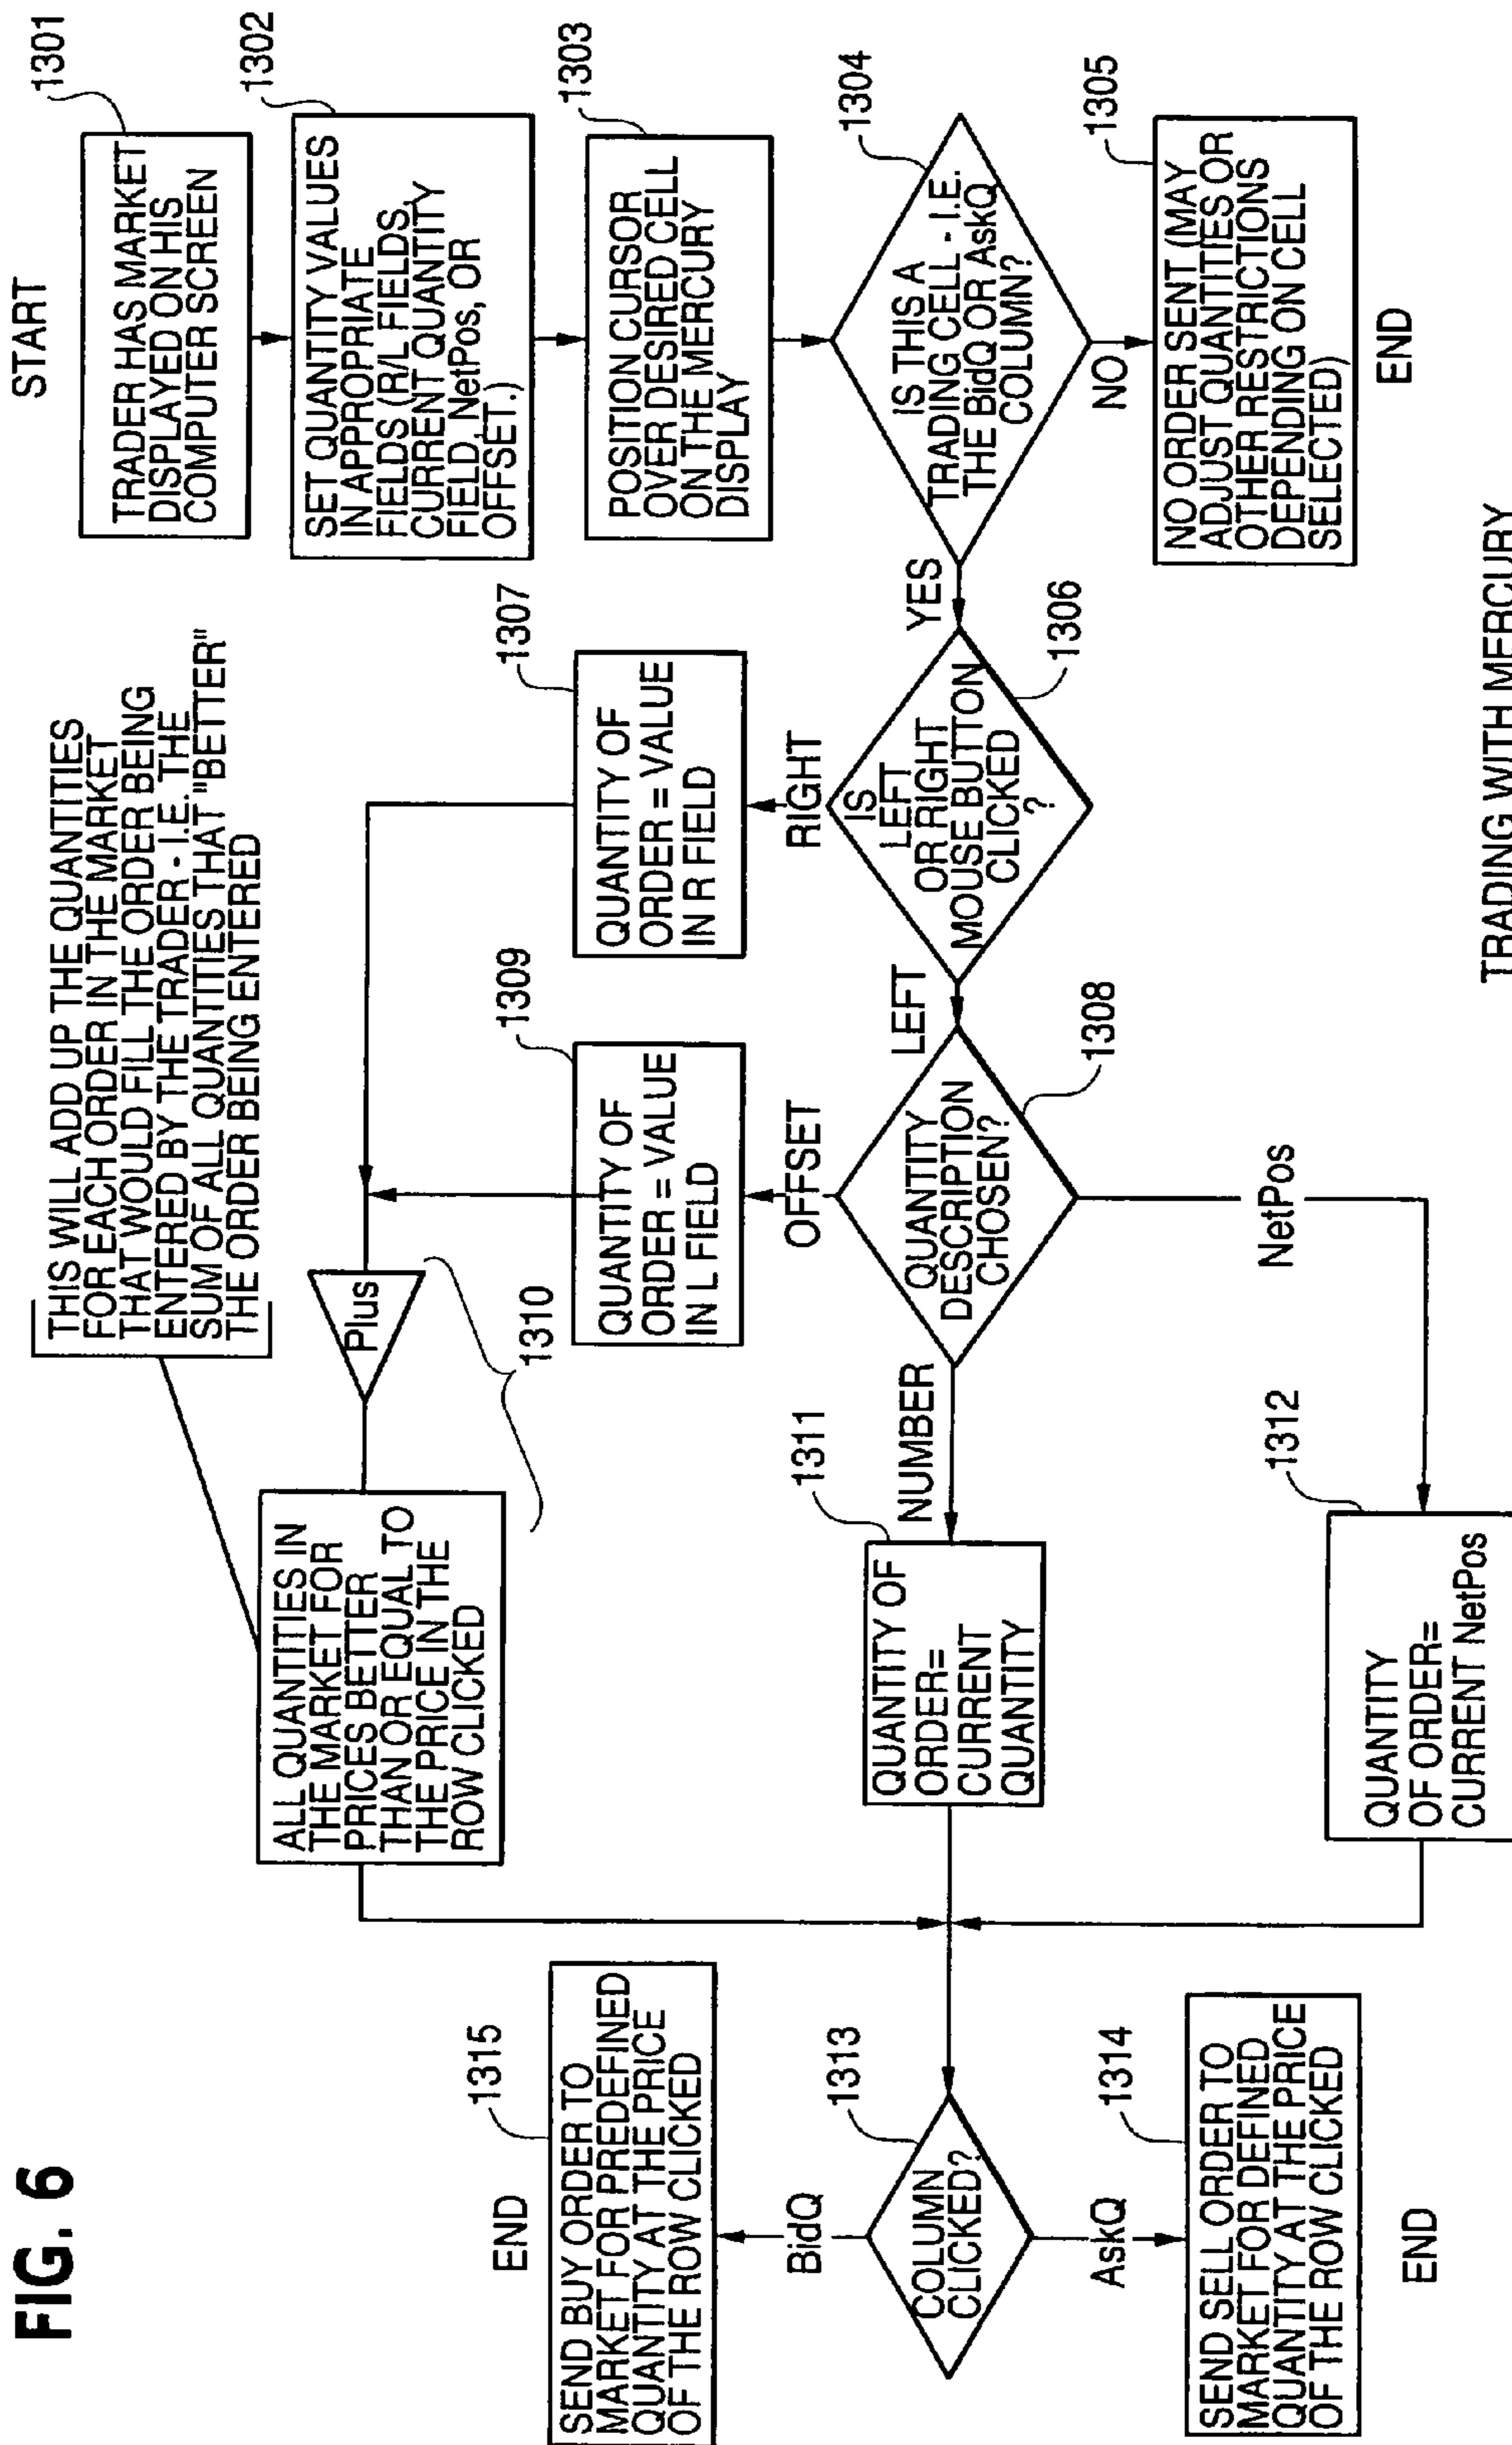 FIG. 6
START
1301
TRADER HAS MARKET
DISPLAYED ON HIS
COMPUTER SCREEN
1302
SET QUANTITY VALUES
IN APPROPRIATE
FIELDS (R/L FIELDS,
CURRENT QUANTITY
FIELD, NetPos, OR
OFFSET.)
1303
POSITION CURSOR
OVER DESIRED CELL
ON THE MERCURY
DISPLAY
1304
IS THIS A
TRADING CELL - I.E.
THE BidQ OR AskQ
COLUMN?
NO
1305
NO ORDER SENT (MAY
ADJUST QUANTITIES OR
OTHER RESTRICTIONS
DEPENDING ON CELL
SELECTED)
END
YES
1306
IS
LEFT
OR RIGHT
MOUSE BUTTON
CLICKED
?
RIGHT
1307
QUANTITY OF
ORDER = VALUE
IN R FIELD
LEFT
1308
QUANTITY
DESCRIPTION
CHOSEN?
OFFSET
1309
QUANTITY OF
ORDER = VALUE
IN L FIELD
Plus
1310
ALL QUANTITIES IN
THE MARKET FOR
PRICES BETTER
THAN OR EQUAL TO
THE PRICE IN THE
ROW CLICKED
THIS WILL ADD UP THE QUANTITIES
FOR EACH ORDER IN THE MARKET
THAT WOULD FILL THE ORDER BEING
ENTERED BY THE TRADER - I.E. THE
SUM OF ALL QUANTITIES THAT "BETTER"
THE ORDER BEING ENTERED
NUMBER
1311
QUANTITY OF
ORDER=
CURRENT
QUANTITY
NetPos
1312
QUANTITY
OF ORDER=
CURRENT NetPos
1313
COLUMN
CLICKED?
BidQ
1315
SEND BUY ORDER TO
MARKET FOR PREDEFINED
QUANTITY AT THE PRICE
OF THE ROW CLICKED
END
AskQ
1314
SEND SELL ORDER TO
MARKET FOR DEFINED
QUANTITY AT THE PRICE
OF THE ROW CLICKED
END
TRADING WITH MERCURY